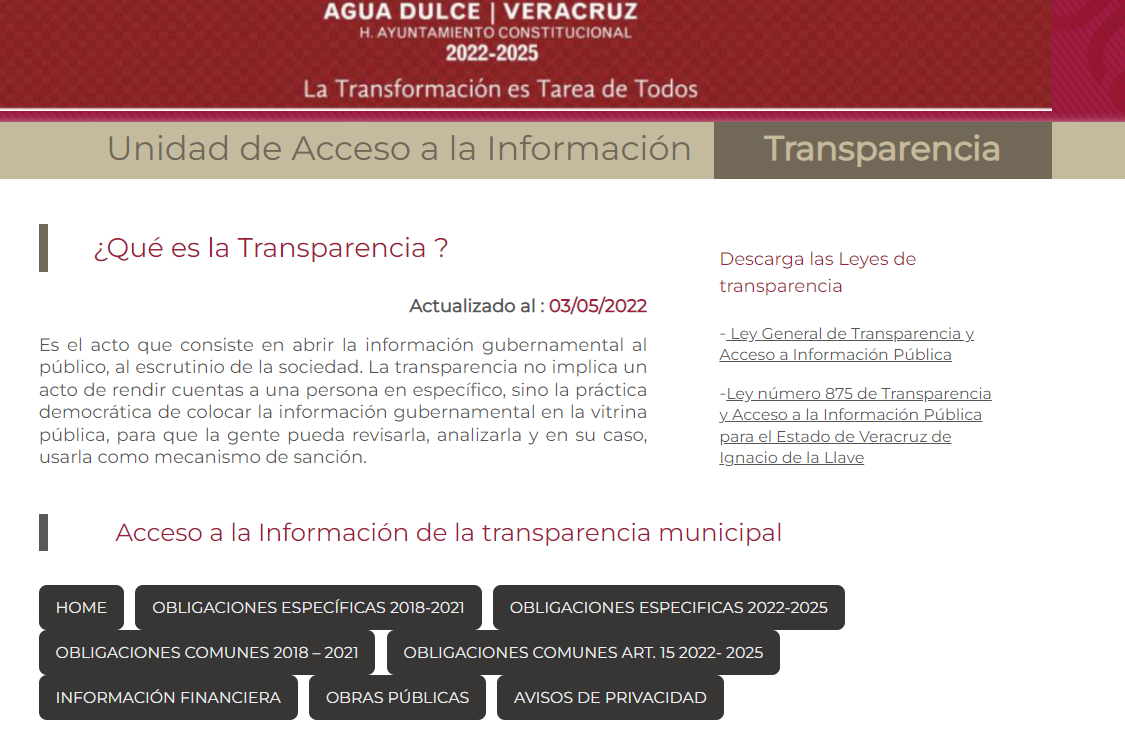 AGUA DULCE | VERACRUZ
H. AYUNTAMIENTO CONSTITUCIONAL
2022-2025
La Transformación es Tarea de Todos
Unidad de Acceso a la Información
Transparencia
¿Qué es la Transparencia ?
Actualizado al : 03/05/2022
Es el acto que consiste en abrir la información gubernamental al
público, al escrutinio de la sociedad. La transparencia no implica un
acto de rendir cuentas a una persona en específico, sino la práctica
democrática de colocar la información gubernamental en la vitrina
pública, para que la gente pueda revisarla, analizarla y en su caso,
usarla como mecanismo de sanción.
Descarga las Leyes de
transparencia
- Ley General de Transparencia y
Acceso a Información Pública
-Ley número 875 de Transparencia
y Acceso a la Información Pública
para el Estado de Veracruz de
Ignacio de la Llave
Acceso a la Información de la transparencia municipal
HOME
OBLIGACIONES ESPECÍFICAS 2018-2021
OBLIGACIONES ESPECIFICAS 2022-2025
OBLIGACIONES COMUNES 2018 – 2021
OBLIGACIONES COMUNES ART. 15 2022- 2025
INFORMACIÓN FINANCIERA
OBRAS PÚBLICAS
AVISOS DE PRIVACIDAD